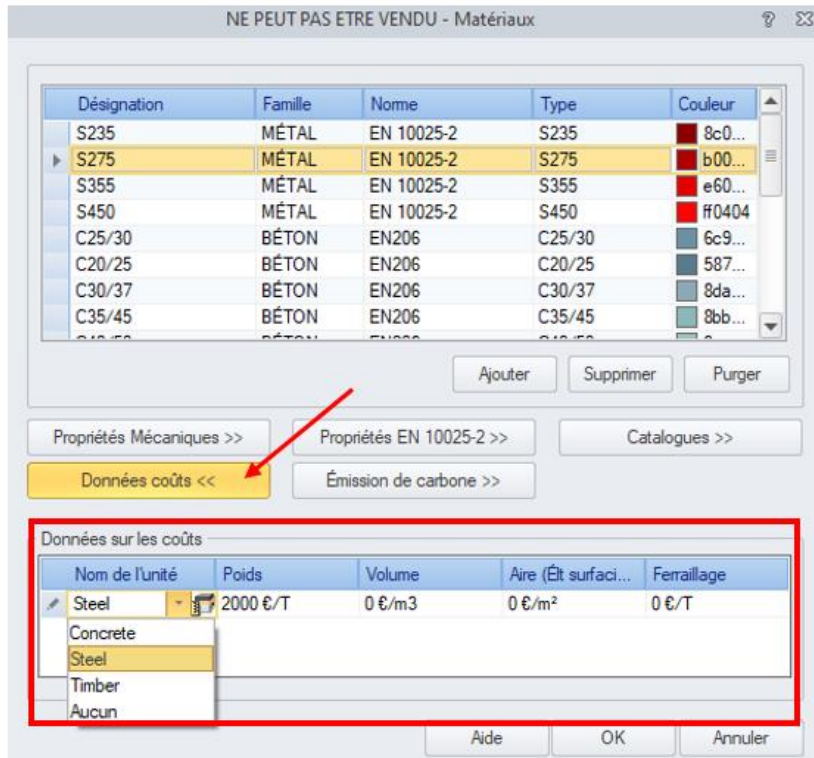 NE PEUT PAS ETRE VENDU - Matériaux
Désignation Famille Norme Type Couleur
S235 MÉTAL EN 10025-2 S235 8c0...
S275 MÉTAL EN 10025-2 S275 b00...
S355 MÉTAL EN 10025-2 S355 e60...
S450 MÉTAL EN 10025-2 S450 ff0404
C25/30 BÉTON EN206 C25/30 6c9...
C20/25 BÉTON EN206 C20/25 587...
C30/37 BÉTON EN206 C30/37 8da...
C35/45 BÉTON EN206 C35/45 8bb...
Ajouter Supprimer Purger
Propriétés Mécaniques >> Propriétés EN 10025-2 >> Catalogues >>
Données coûts << Émission de carbone >>
Données sur les coûts
Nom de l'unité Poids Volume Aire (Élt surfaci... Ferraillage
Steel 2000 €/T 0 €/m3 0 €/m² 0 €/T
Concrete
Steel
Timber
Aucun
Aide OK Annuler